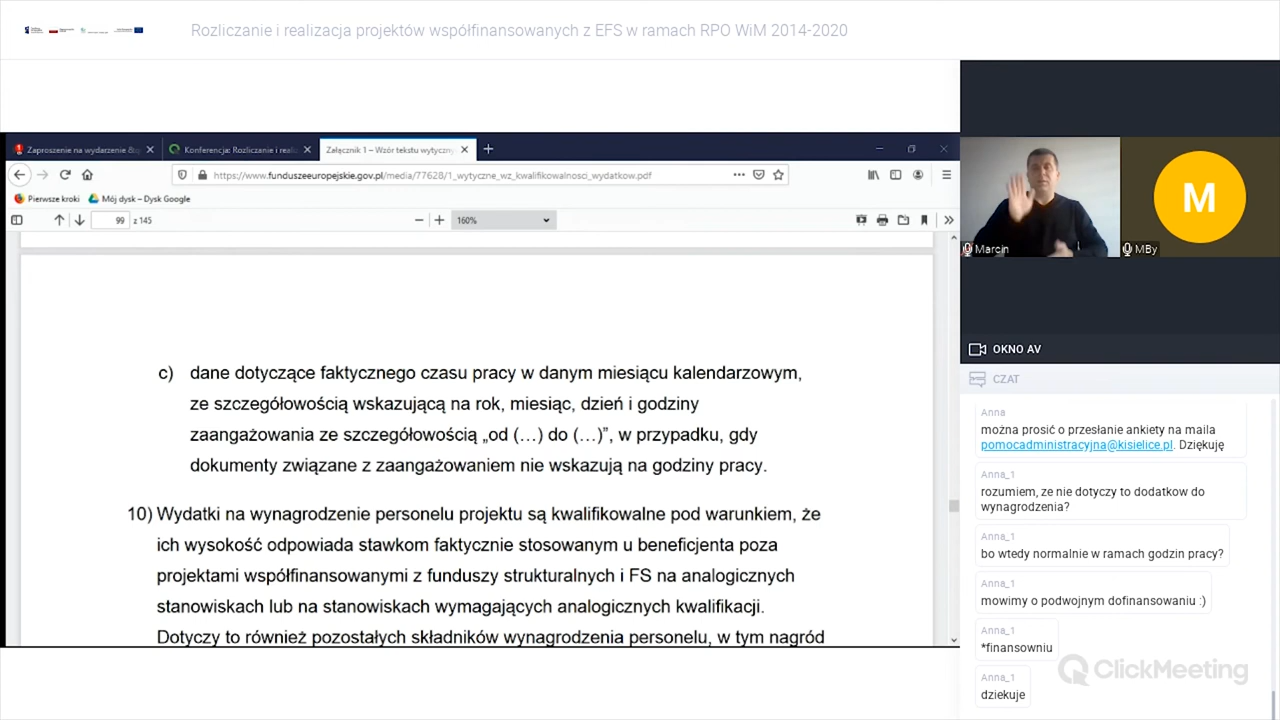 Rozliczanie i realizacja projektów współfinansowanych z EFS w ramach RPO WiM 2014-2020
Zaproszenie na wydarzenie &q
Konferencja: Rozliczanie i reali
Załącznik 1 – Wzór tekstu wytyczny
https://www.funduszeeuropejskie.gov.pl/media/77628/1_wytyczne_wz_kwalifikowalnosci_wydatkow.pdf
Pierwsze kroki
Mój dysk – Dysk Google
99 z 145
160%
c) dane dotyczące faktycznego czasu pracy w danym miesiącu kalendarzowym,
ze szczegółowością wskazującą na rok, miesiąc, dzień i godziny
zaangażowania ze szczegółowością „od (…) do (…)”, w przypadku, gdy
dokumenty związane z zaangażowaniem nie wskazują na godziny pracy.
10) Wydatki na wynagrodzenie personelu projektu są kwalifikowalne pod warunkiem, że
ich wysokość odpowiada stawkom faktycznie stosowanym u beneficjenta poza
projektami współfinansowanymi z funduszy strukturalnych i FS na analogicznych
stanowiskach lub na stanowiskach wymagających analogicznych kwalifikacji.
Dotyczy to również pozostałych składników wynagrodzenia personelu, w tym nagród
M
Marcin
MBy
OKNO AV
CZAT
Anna
można prosić o przesłanie ankiety na maila
pomocadministracyjna@kisielice.pl. Dziękuję
Anna_1
rozumiem, ze nie dotyczy to dodatkow do
wynagrodzenia?
Anna_1
bo wtedy normalnie w ramach godzin pracy?
Anna_1
mowimy o podwojnym dofinansowaniu :)
Anna_1
*finansowniu
Anna_1
dziekuje
ClickMeeting